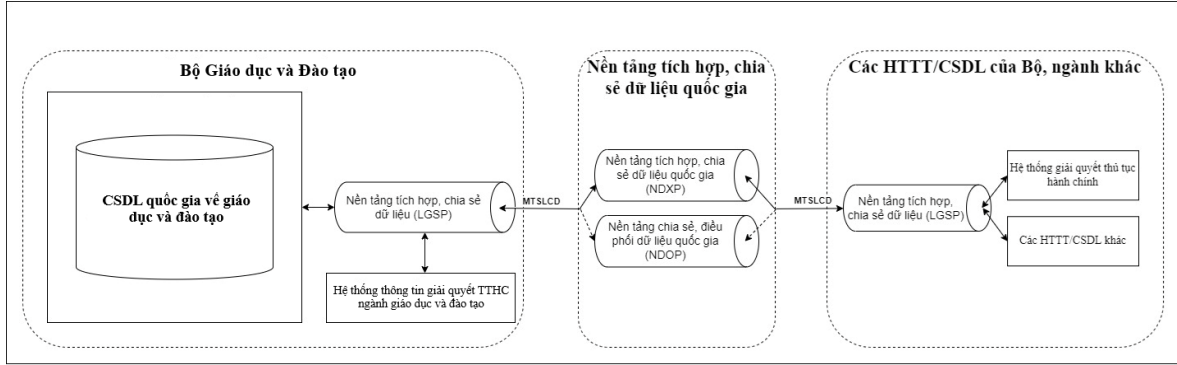 Bộ Giáo dục và Đào tạo
CSDL quốc gia về giáo
dục và đào tạo
Nền tảng tích hợp, chia sẻ
dữ liệu (LGSP)
Hệ thống thông tin giải quyết TTHC
ngành giáo dục và đào tạo
MTSLCD
Nền tảng tích hợp, chia
sẻ dữ liệu quốc gia
Nền tảng tích hợp, chia
sẻ dữ liệu quốc gia
(NDXP)
Nền tảng chia sẻ, điều
phối dữ liệu quốc gia
(NDOP)
MTSLCD
Các HTTT/CSDL của Bộ, ngành khác
Nền tảng tích hợp,
chia sẻ dữ liệu (LGSP)
Hệ thống giải quyết thủ tục
hành chính
Các HTTT/CSDL khác